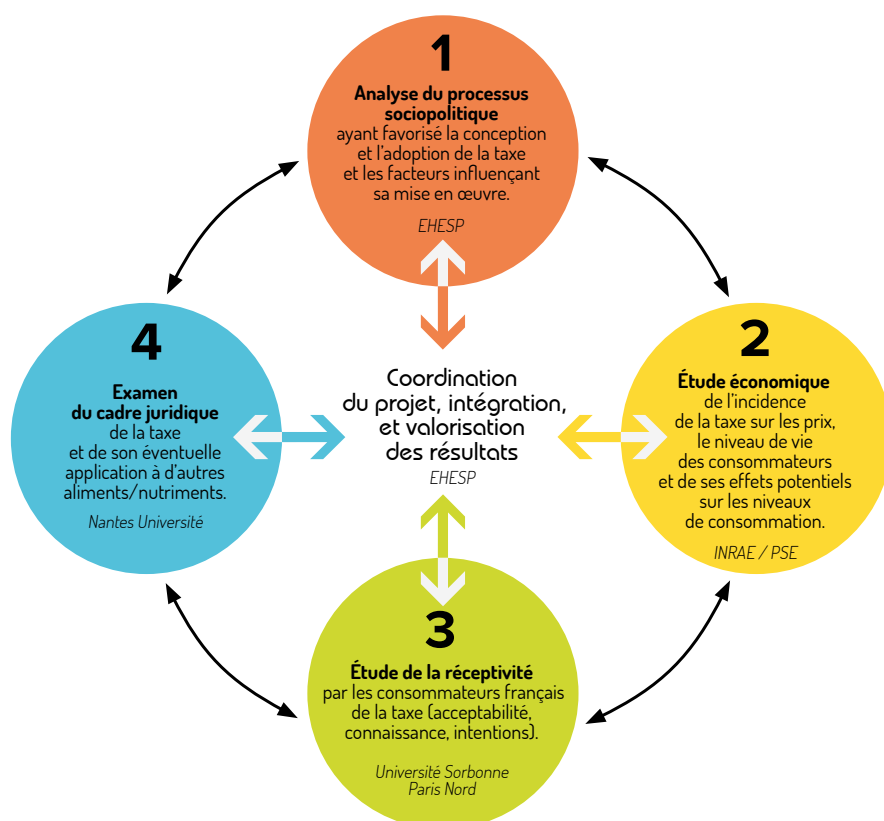 1
Analyse du processus
sociopolitique
ayant favorisé la conception
et l'adoption de la taxe
et les facteurs influençant
sa mise en œuvre.
EHESP
2
Étude économique
de l'incidence
de la taxe sur les prix,
le niveau de vie
des consommateurs
et de ses effets potentiels
sur les niveaux
de consommation.
INRAE / PSE
3
Étude de la réceptivité
par les consommateurs français
de la taxe (acceptabilité,
connaissance, intentions).
Université Sorbonne
Paris Nord
4
Examen
du cadre juridique
de la taxe
et de son éventuelle
application à d'autres
aliments/nutriments.
Nantes Université
Coordination
du projet, intégration,
et valorisation
des résultats
EHESP